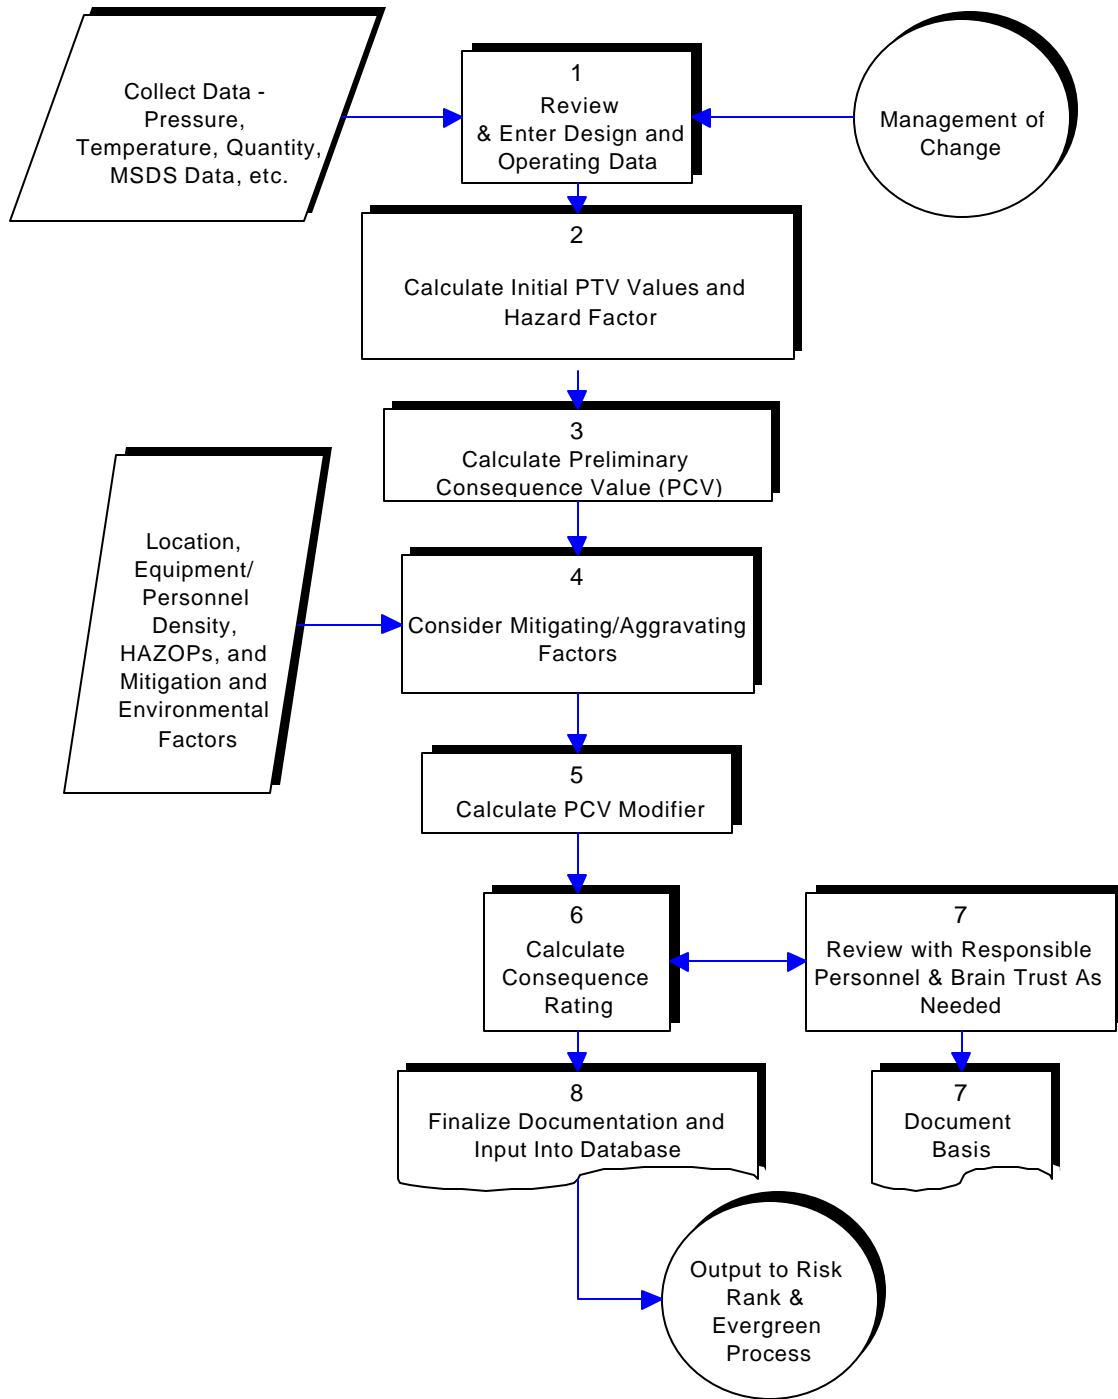 Collect Data -
Pressure,
Temperature, Quantity,
MSDS Data, etc.
1
Review
& Enter Design and
Operating Data
Management of
Change
2
Calculate Initial PTV Values and
Hazard Factor
3
Calculate Preliminary
Consequence Value (PCV)
Location,
Equipment/
Personnel
Density,
HAZOPs, and
Mitigation and
Environmental
Factors
4
Consider Mitigating/Aggravating
Factors
5
Calculate PCV Modifier
6
Calculate
Consequence
Rating
7
Review with Responsible
Personnel & Brain Trust As
Needed
8
Finalize Documentation and
Input Into Database
7
Document
Basis
Output to Risk
Rank &
Evergreen
Process